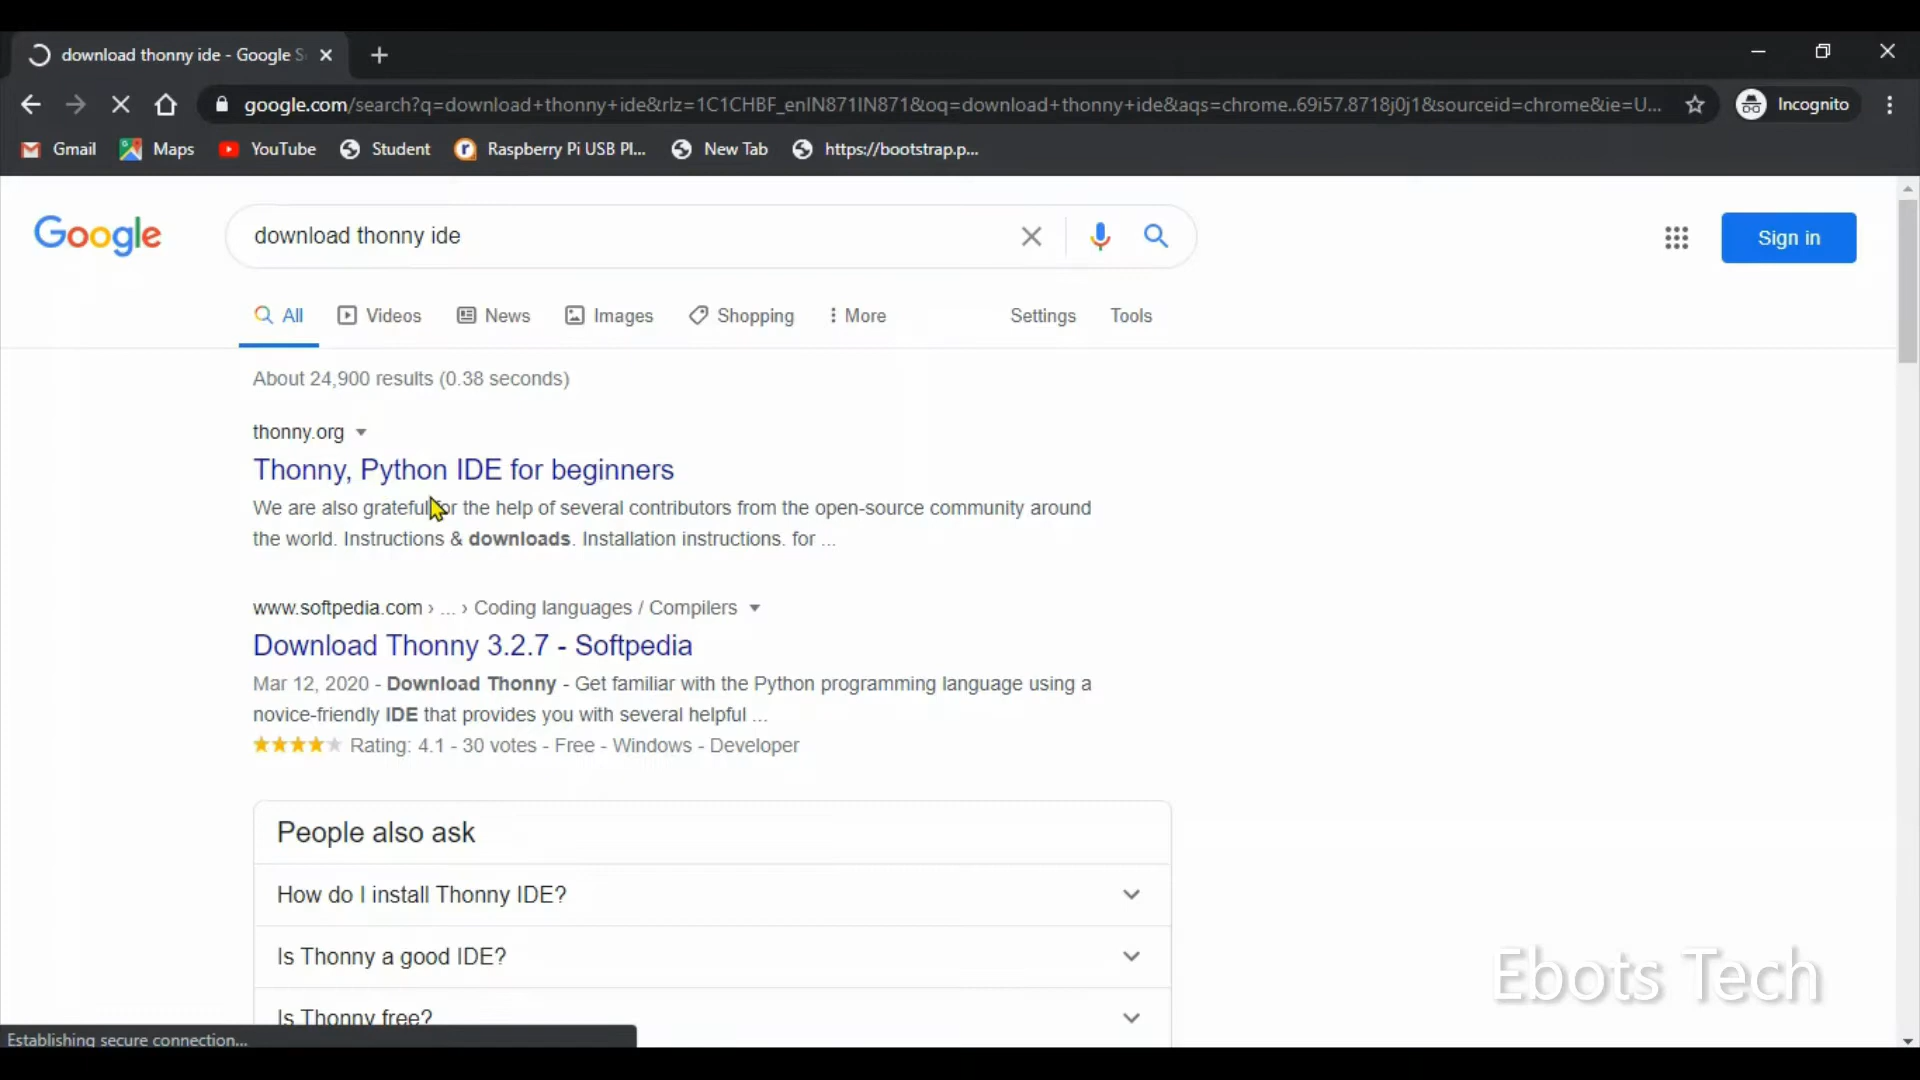 download thonny ide - Google S
google.com/search?q=download+thonny+ide&rlz=1C1CHBF_enIN871IN871&oq=download+thonny+ide&aqs=chrome..69i57.8718j0j1&sourceid=chrome&ie=U...
Incognito
Gmail Maps YouTube Student Raspberry Pi USB Pl... New Tab https://bootstrap.p...
Google
download thonny ide
Sign in
All Videos News Images Shopping More Settings Tools
About 24,900 results (0.38 seconds)
thonny.org
Thonny, Python IDE for beginners
We are also grateful for the help of several contributors from the open-source community around
the world. Instructions & downloads. Installation instructions. for ...
www.softpedia.com › ... › Coding languages / Compilers
Download Thonny 3.2.7 - Softpedia
Mar 12, 2020 - Download Thonny - Get familiar with the Python programming language using a
novice-friendly IDE that provides you with several helpful ...
Rating: 4.1 - 30 votes - Free - Windows - Developer
People also ask
How do I install Thonny IDE?
Is Thonny a good IDE?
Is Thonny free?
Ebots Tech
Establishing secure connection...